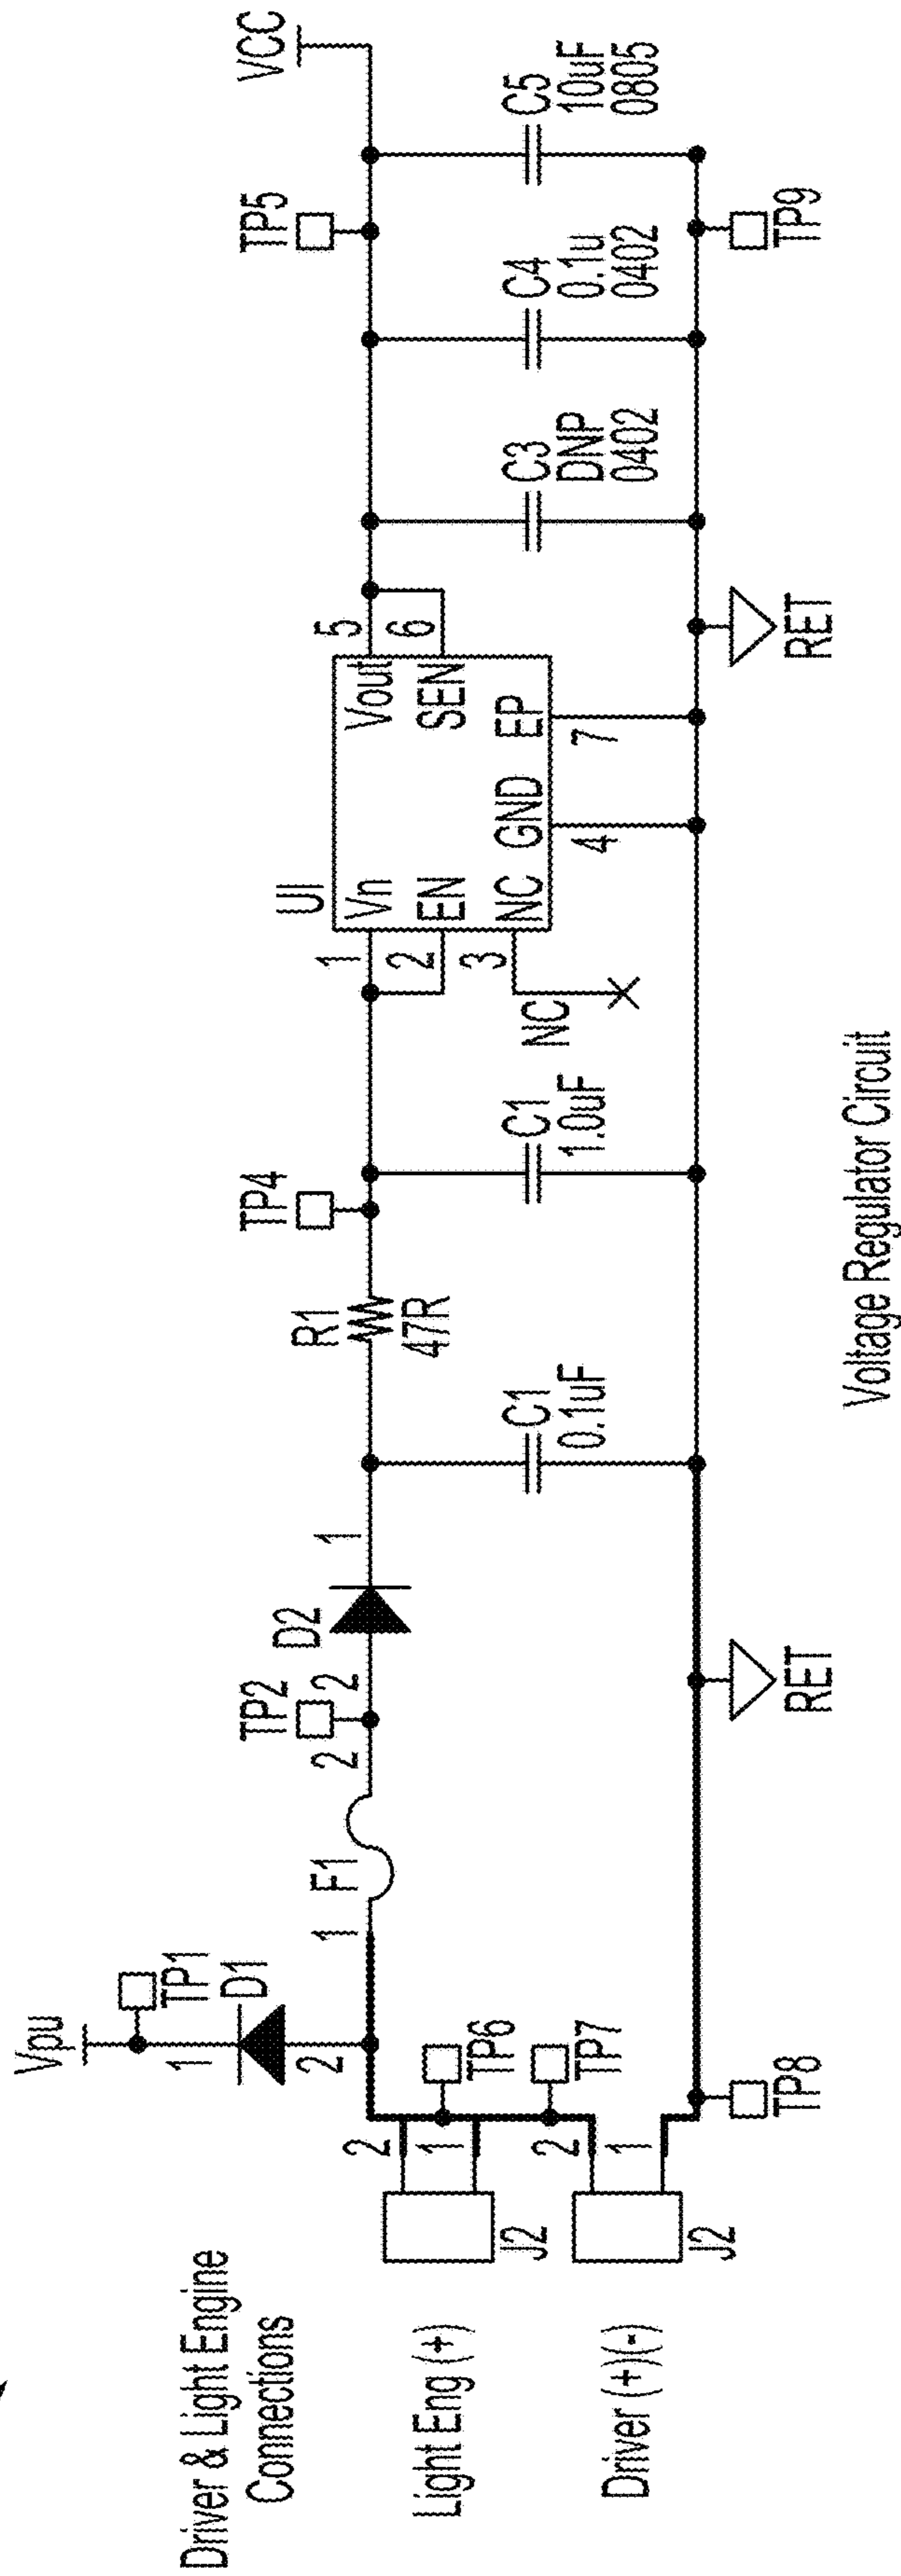 Driver & Light Engine
Connections
Light Eng (+)
Driver (+)(-)
J2
2
1
J2
2
1
TP6
TP7
TP8
Vpu
TP1
1
D1
2
1
F1
2
TP2
2
D2
1
RET
C1
0.1uF
R1
47R
TP4
C1
1.0uF
NC
1
2
3
UI
Vn
EN
NC
GND
EP
Vout
SEN
4
7
5
6
RET
C3
DNP
0402
C4
0.1u
0402
TP5
TP9
C5
10uF
0805
VCC
Voltage Regulator Circuit